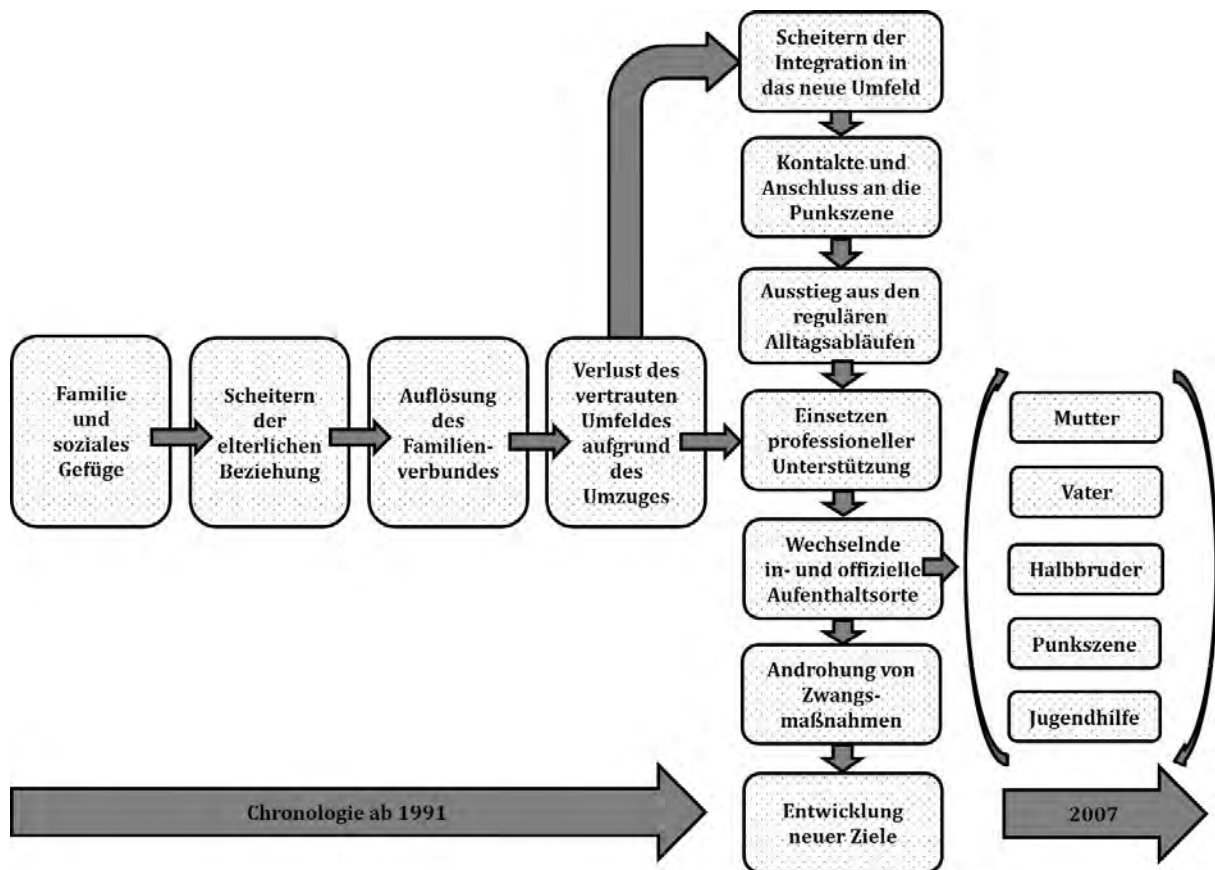 Familie
und
soziales
Gefüge
Scheitern
der
elterlichen
Beziehung
Auflösung
des
Familien-
verbundes
Verlust des
vertrauten
Umfeldes
aufgrund
des
Umzuges
Scheitern der
Integration in
das neue Umfeld
Kontakte und
Anschluss an die
Punkszene
Ausstieg aus den
regulären
Alltagsabläufen
Einsetzen
professioneller
Unterstützung
Wechselnde
in- und offizielle
Aufenthaltsorte
Androhung von
Zwangs-
maßnahmen
Entwicklung
neuer Ziele
Mutter
Vater
Halbbruder
Punkszene
Jugendhilfe
Chronologie ab 1991
2007